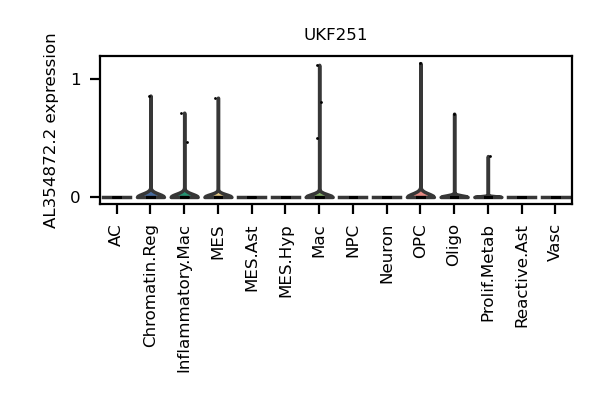 UKF251
AL354872.2 expression
1
0
AC
Chromatin.Reg
Inflammatory.Mac
MES
MES.Ast
MES.Hyp
Mac
NPC
Neuron
OPC
Oligo
Prolif.Metab
Reactive.Ast
Vasc